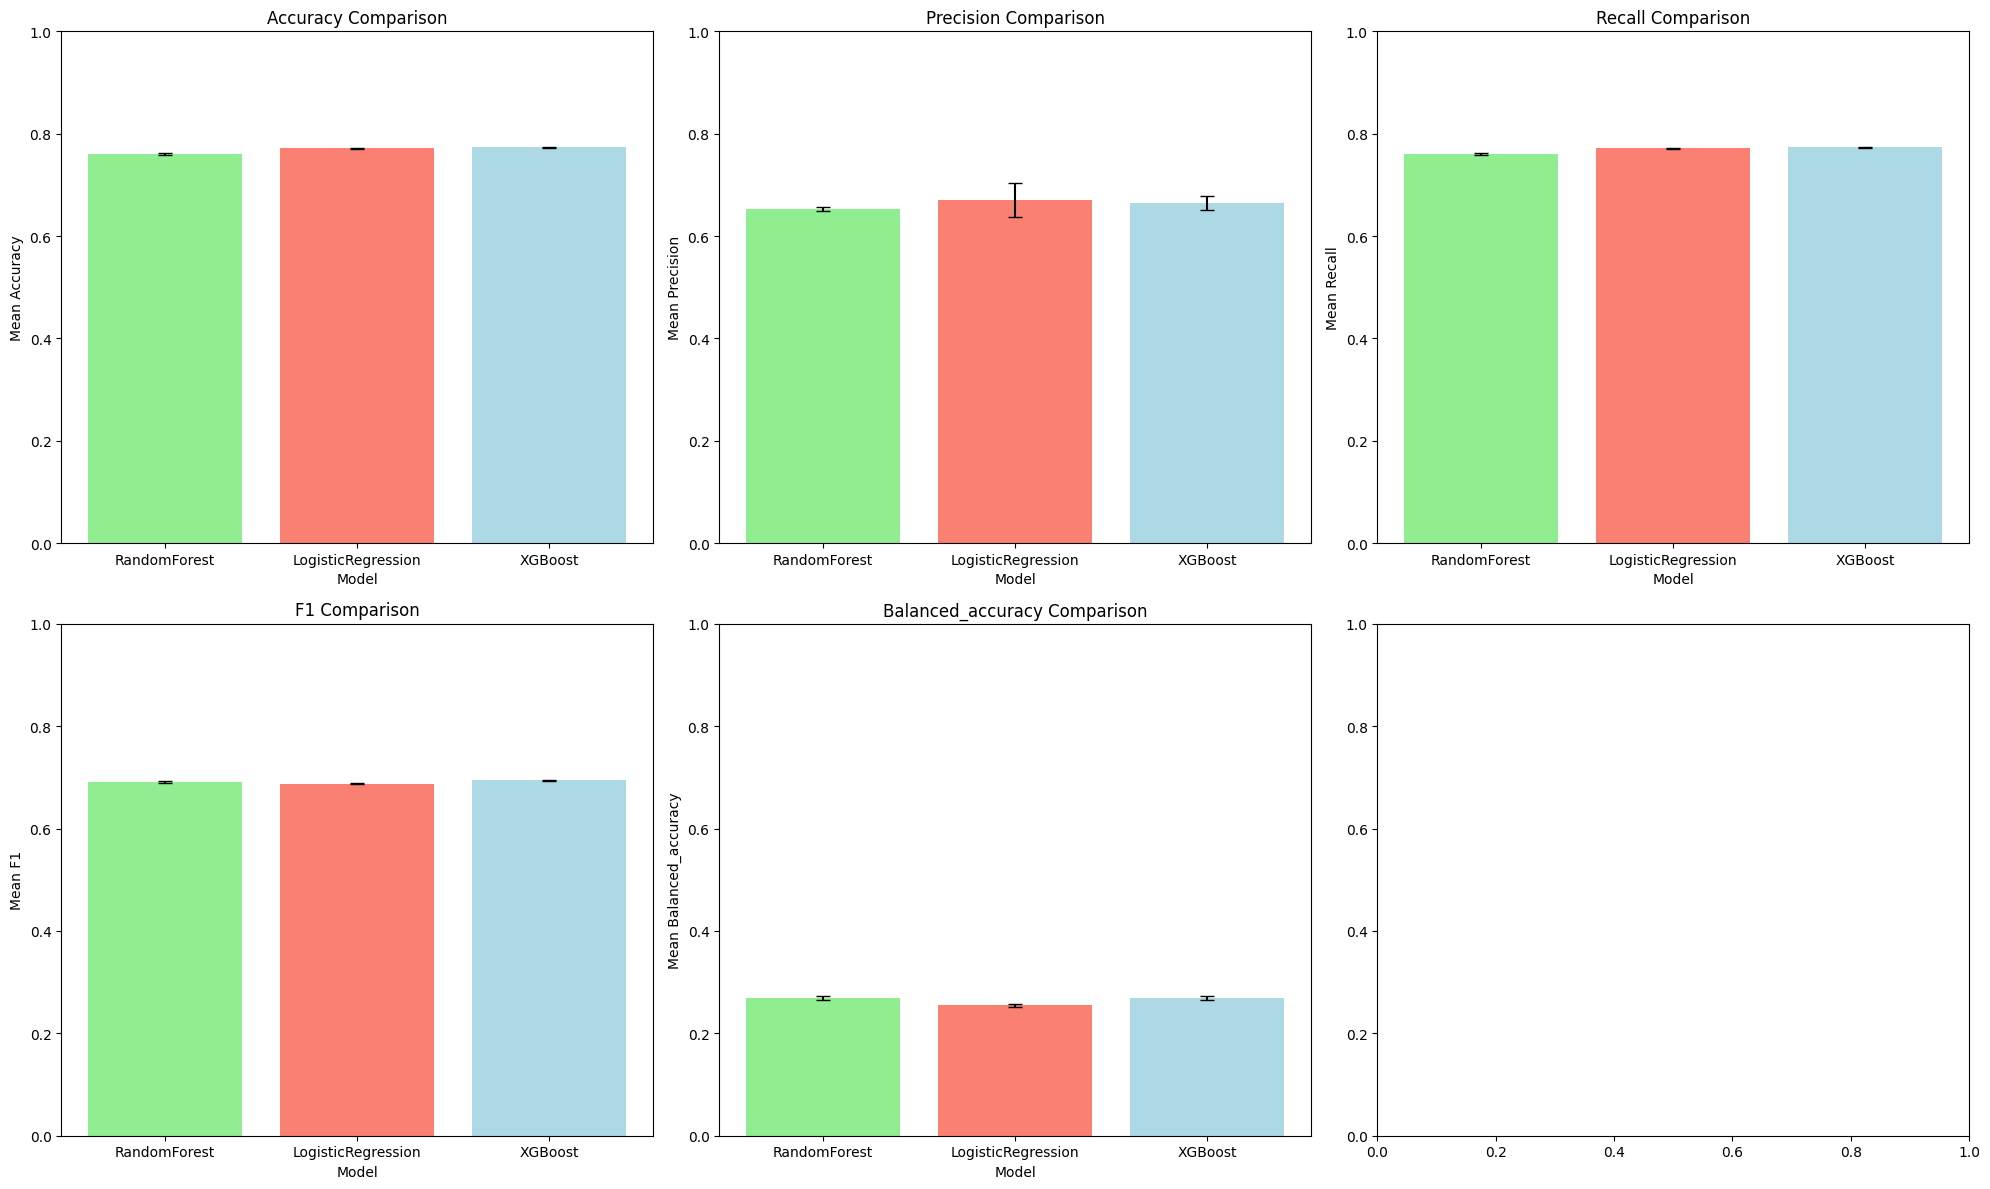 Accuracy Comparison
1.0
0.8
0.6
0.4
0.2
0.0
Mean Accuracy
RandomForest LogisticRegression XGBoost
Model
Precision Comparison
1.0
0.8
0.6
0.4
0.2
0.0
Mean Precision
RandomForest LogisticRegression XGBoost
Model
Recall Comparison
1.0
0.8
0.6
0.4
0.2
0.0
Mean Recall
RandomForest LogisticRegression XGBoost
Model
F1 Comparison
1.0
0.8
0.6
0.4
0.2
0.0
Mean F1
RandomForest LogisticRegression XGBoost
Model
Balanced_accuracy Comparison
1.0
0.8
0.6
0.4
0.2
0.0
Mean Balanced_accuracy
RandomForest LogisticRegression XGBoost
Model
1.0
0.8
0.6
0.4
0.2
0.0
0.0 0.2 0.4 0.6 0.8 1.0